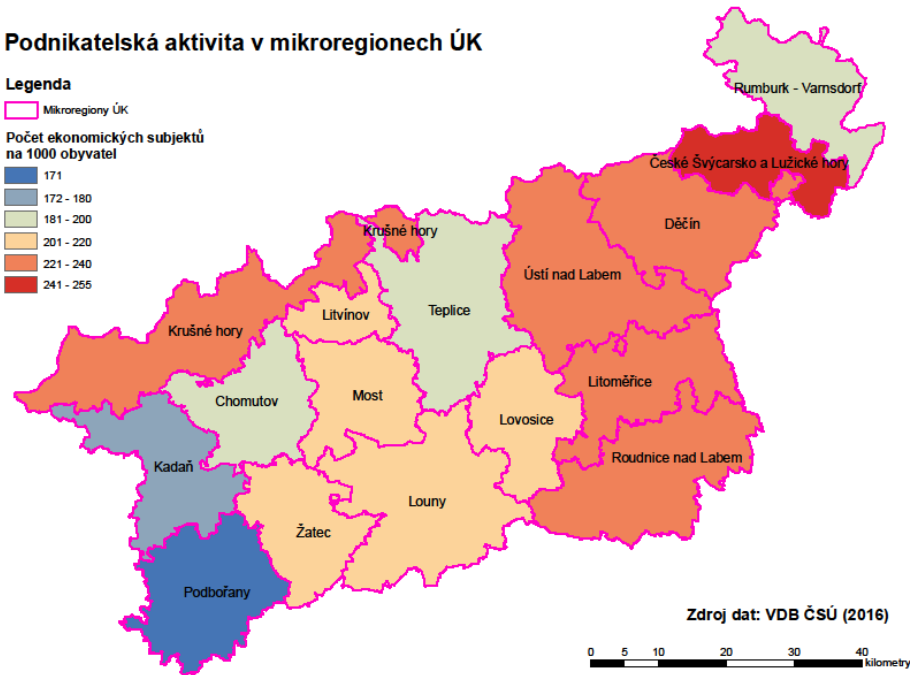 Podnikatelská aktivita v mikroregionech ÚK
Legenda
Mikroregiony ÚK
Počet ekonomických subjektů
na 1000 obyvatel
171
172 - 180
181 - 200
201 - 220
221 - 240
241 - 255
Rumburk - Varnsdorf
České Švýcarsko a Lužické hory
Děčín
Krušné hory
Ústí nad Labem
Teplice
Litvínov
Krušné hory
Litoměřice
Most
Chomutov
Lovosice
Roudnice nad Labem
Kadaň
Louny
Žatec
Podbořany
Zdroj dat: VDB ČSÚ (2016)
0 5 10 20 30 40
kilometry